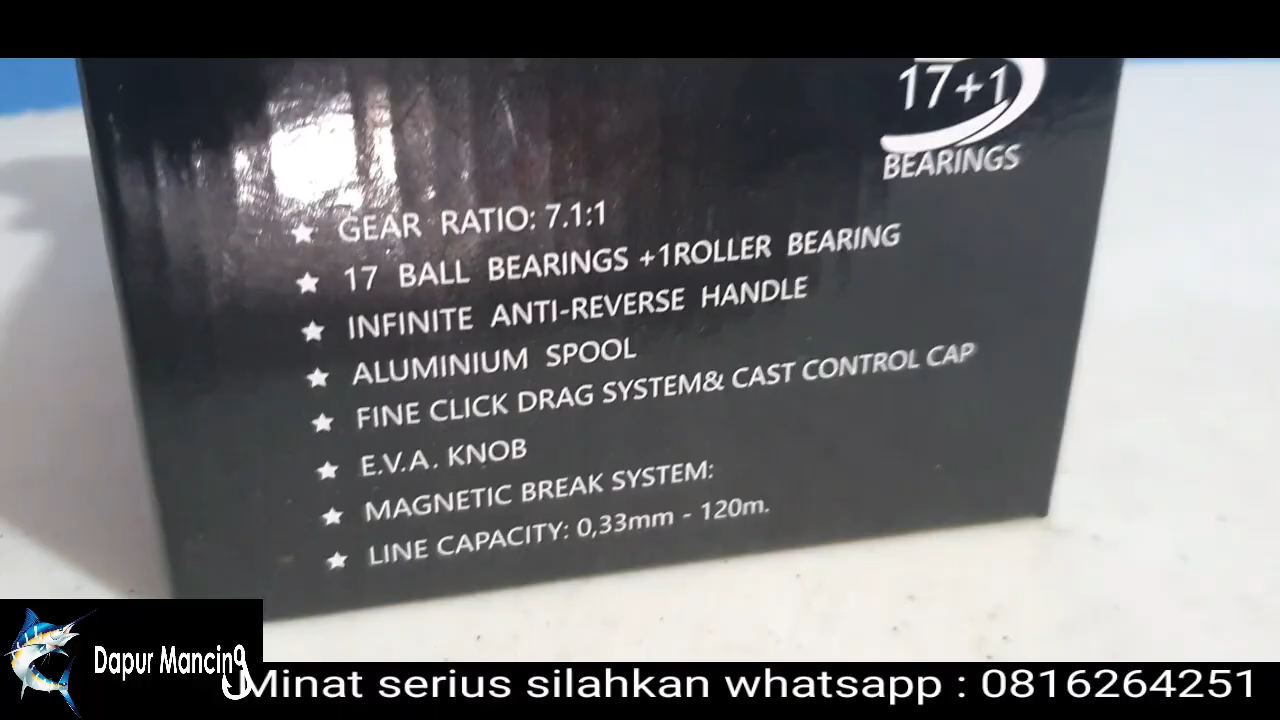 17+1
BEARINGS
★ GEAR RATIO: 7.1:1
★ 17 BALL BEARINGS +1ROLLER BEARING
★ INFINITE ANTI-REVERSE HANDLE
★ ALUMINIUM SPOOL
★ FINE CLICK DRAG SYSTEM& CAST CONTROL CAP
★ E.V.A. KNOB
★ MAGNETIC BREAK SYSTEM:
★ LINE CAPACITY: 0,33mm - 120m.
Dapur Mancing
Minat serius silahkan whatsapp : 0816264251